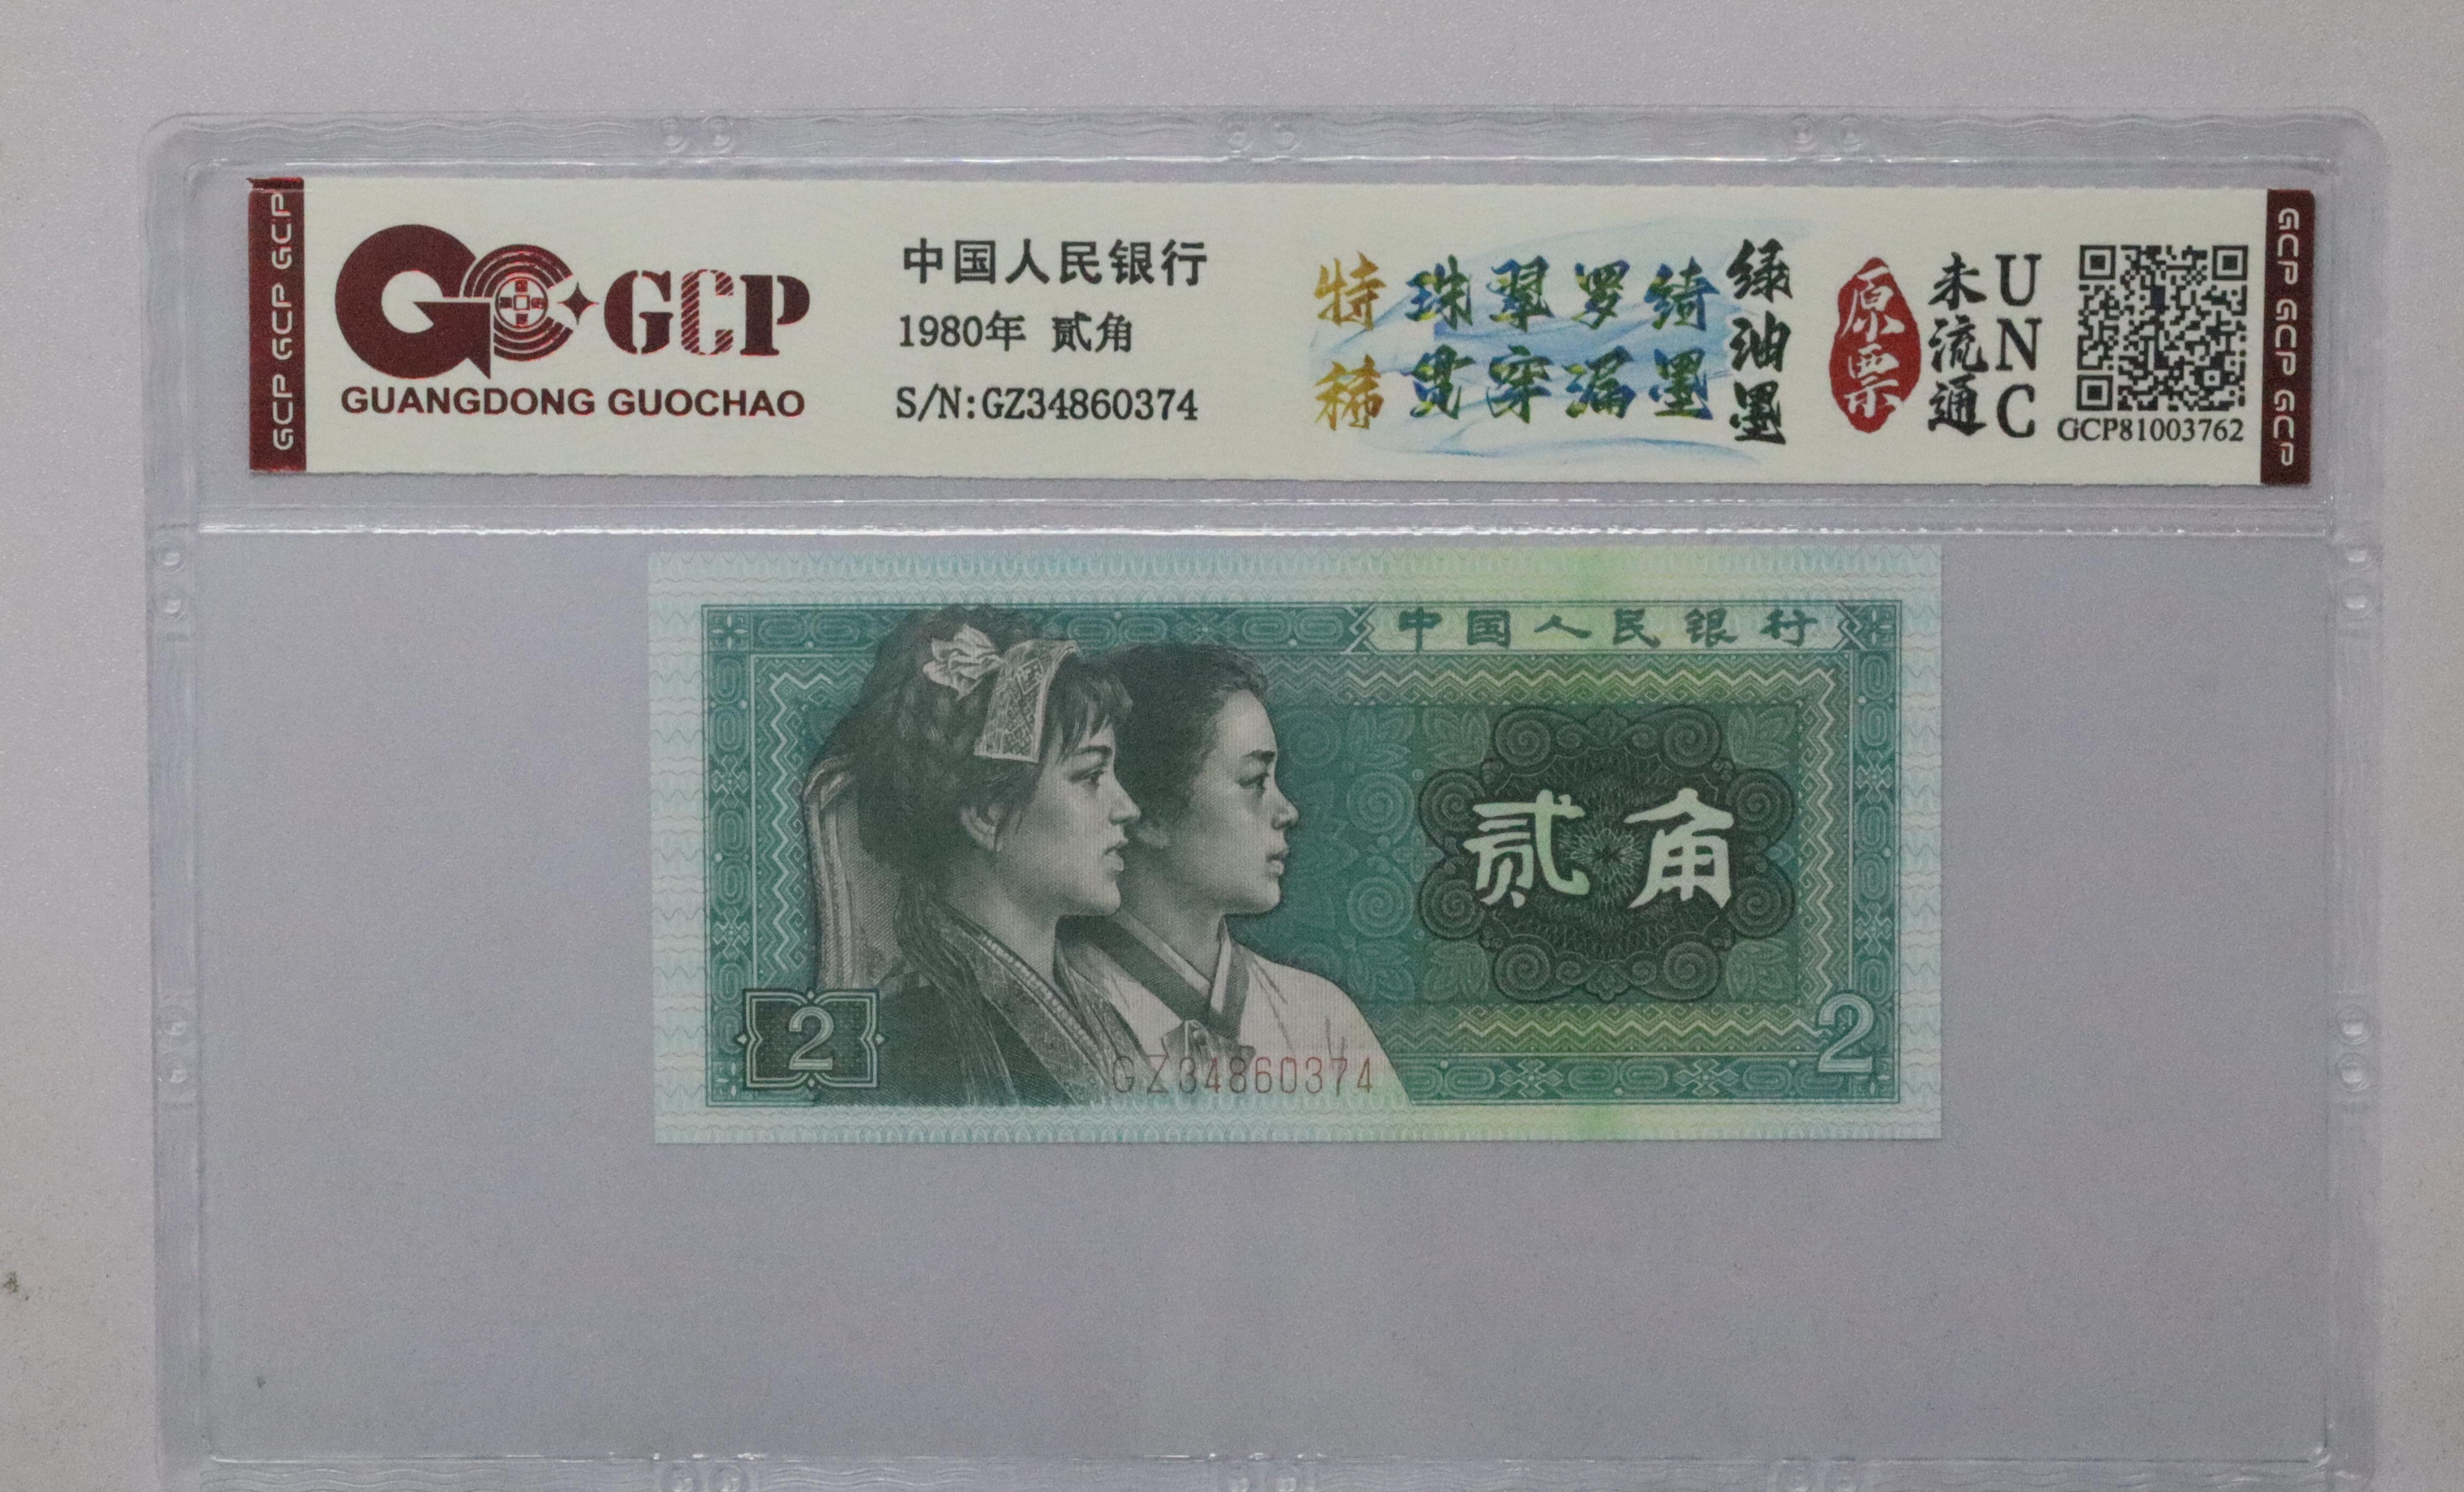 GCP GCP GCP
GC GCP
GUANGDONG GUOCHAO
中国人民银行
1980年 贰角
S/N:GZ34860374
特稀
珠翠罗绮
贯穿漏墨
绿油墨
原票
未流通
UNC
GCP81003762
GCP GCP GCP
中国人民银行
贰角
2
GZ34860374
2